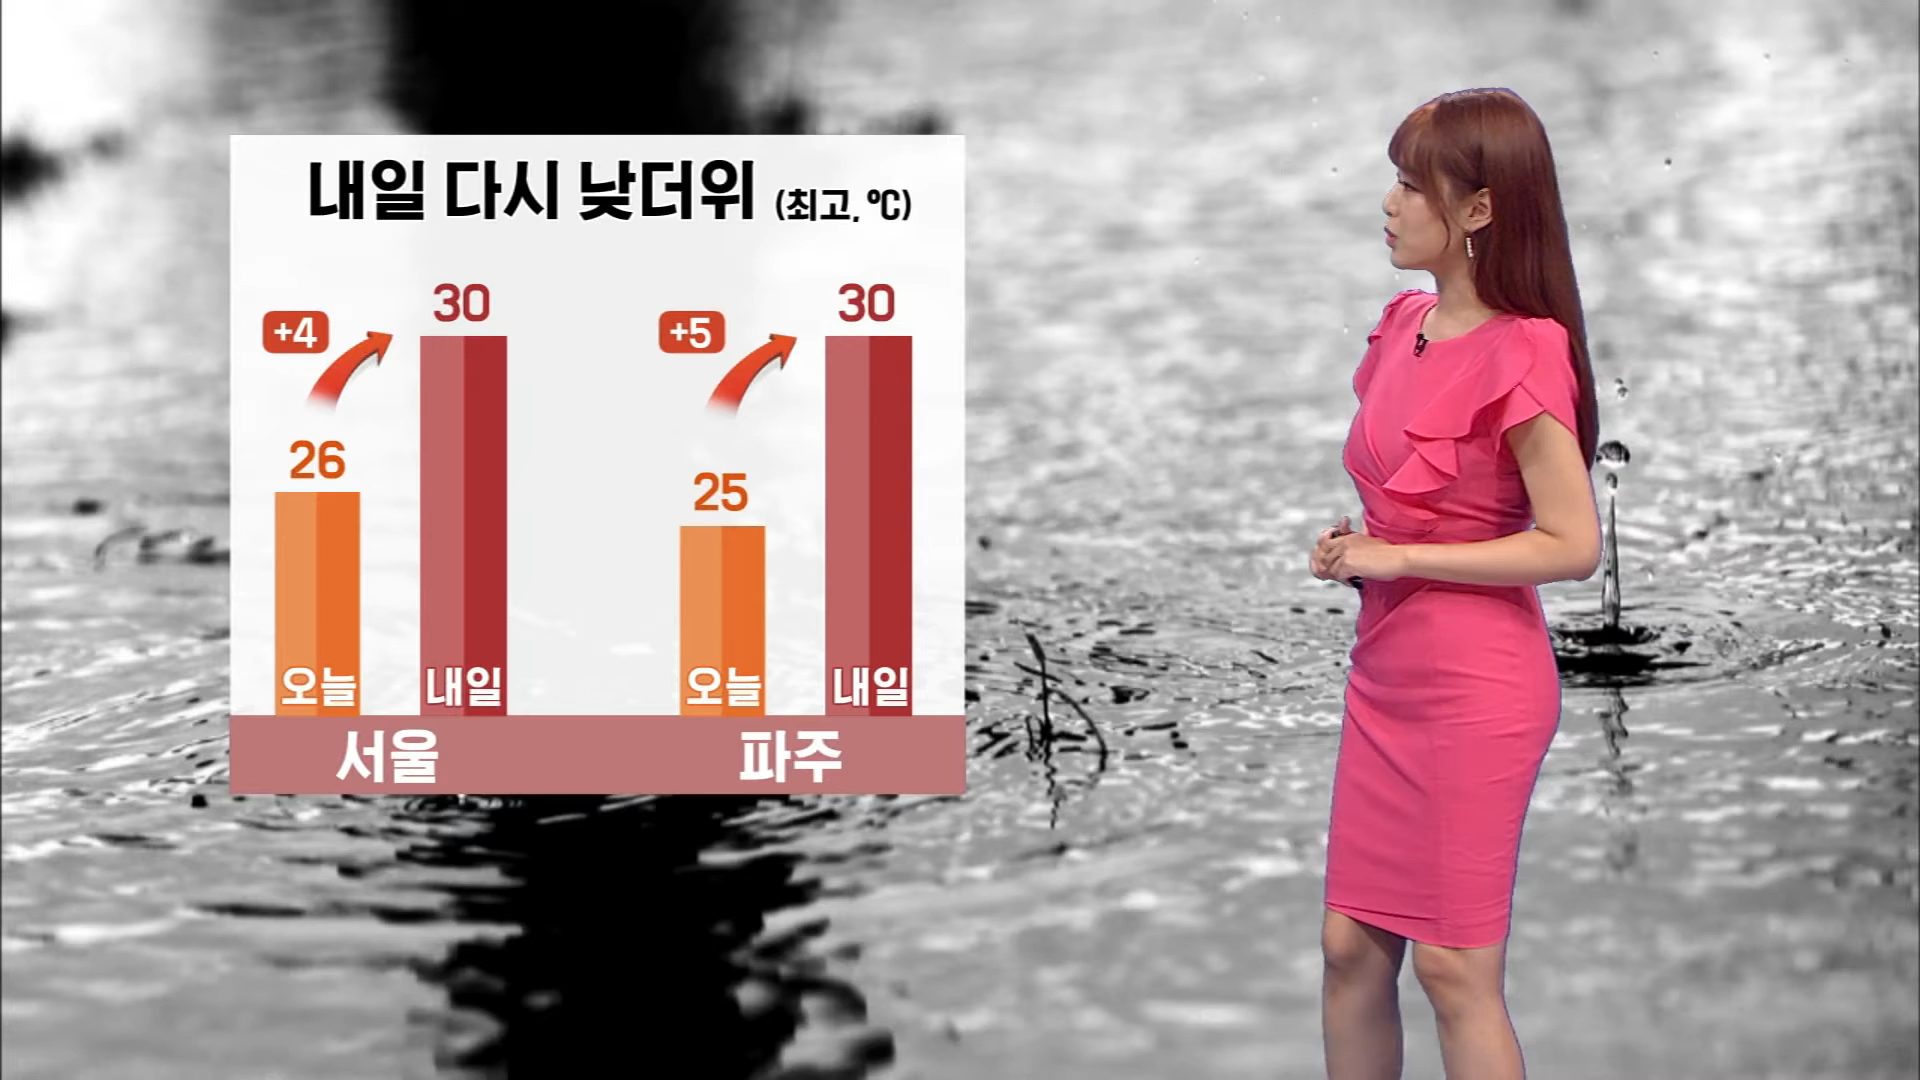 내일 다시 낮더위 (최고, ℃)
+4
30
+5
30
26
25
오늘
내일
오늘
내일
서울
파주